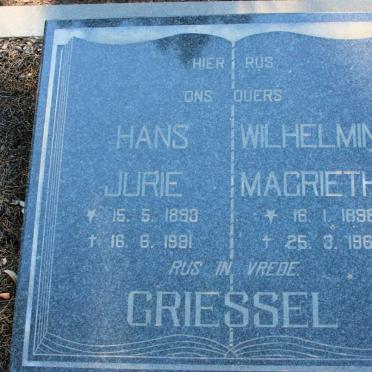 HIER RUS
ONS OUERS
HANS WILHELMIN
JURIE MAGRIETH
* 15. 5. 1893 * 16. 1. 1898
† 16. 6. 1981 † 25. 3. 196
RUS IN VREDE.
GRIESSEL